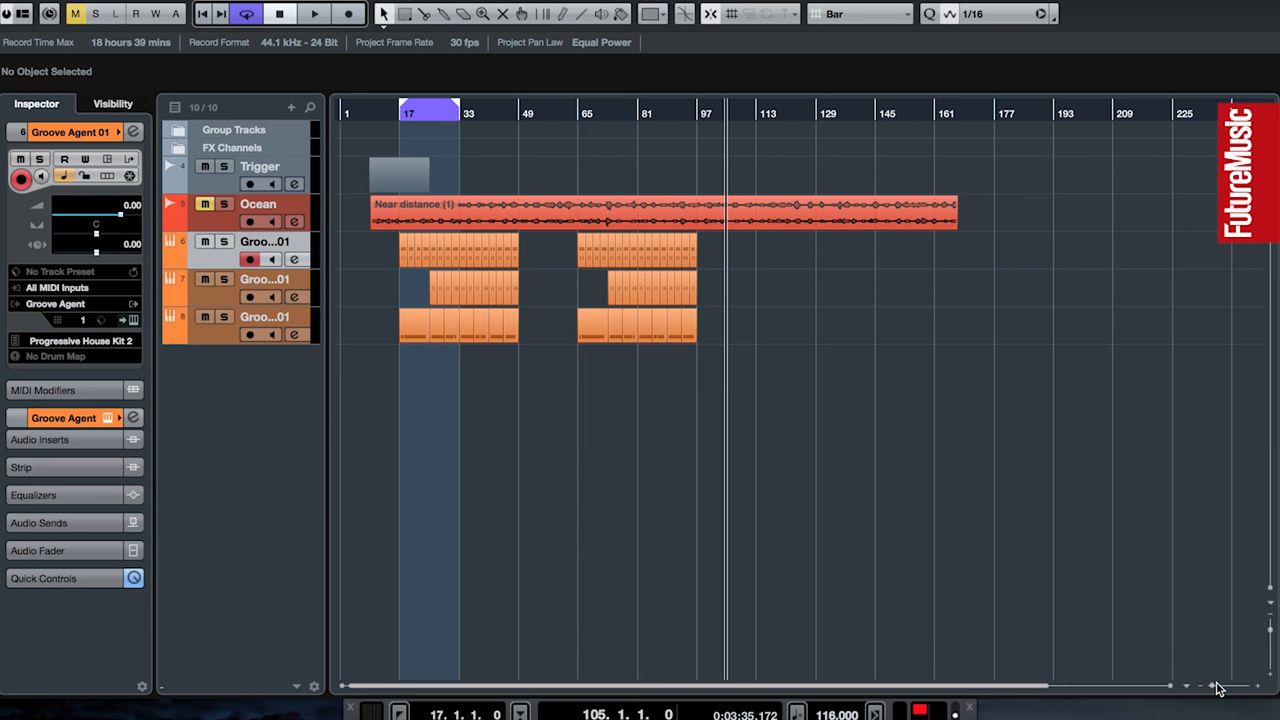 M S L R W A
Bar
Q
1/16
Record Time Max 18 hours 39 mins Record Format 44.1 kHz - 24 Bit Project Frame Rate 30 fps Project Pan Law Equal Power
No Object Selected
Inspector Visibility
10 / 10
1 17 33 49 65 81 97 113 129 145 161 177 193 209 225
6 Groove Agent 01
M S R W
0.00
C
0.00
No Track Preset
All MIDI Inputs
Groove Agent
1
Progressive House Kit 2
No Drum Map
MIDI Modifiers
Groove Agent
Audio Inserts
Strip
Equalizers
Audio Sends
Audio Fader
Quick Controls
Group Tracks
FX Channels
4 m S Trigger
5 m S Ocean
6 m S Groo...01
7 m S Groo...01
8 m S Groo...01
Near distance (1)
FutureMusic
17. 1. 1. 0
105. 1. 1. 0
0:03:35.172
116.000